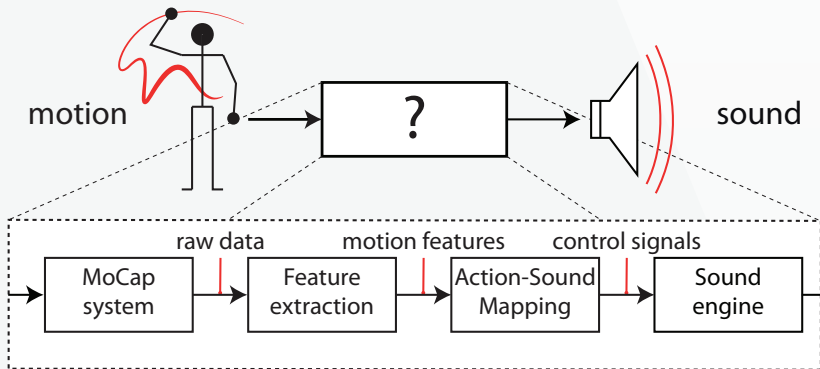 motion
?
sound
raw data
motion features
control signals
MoCap
system
Feature
extraction
Action-Sound
Mapping
Sound
engine